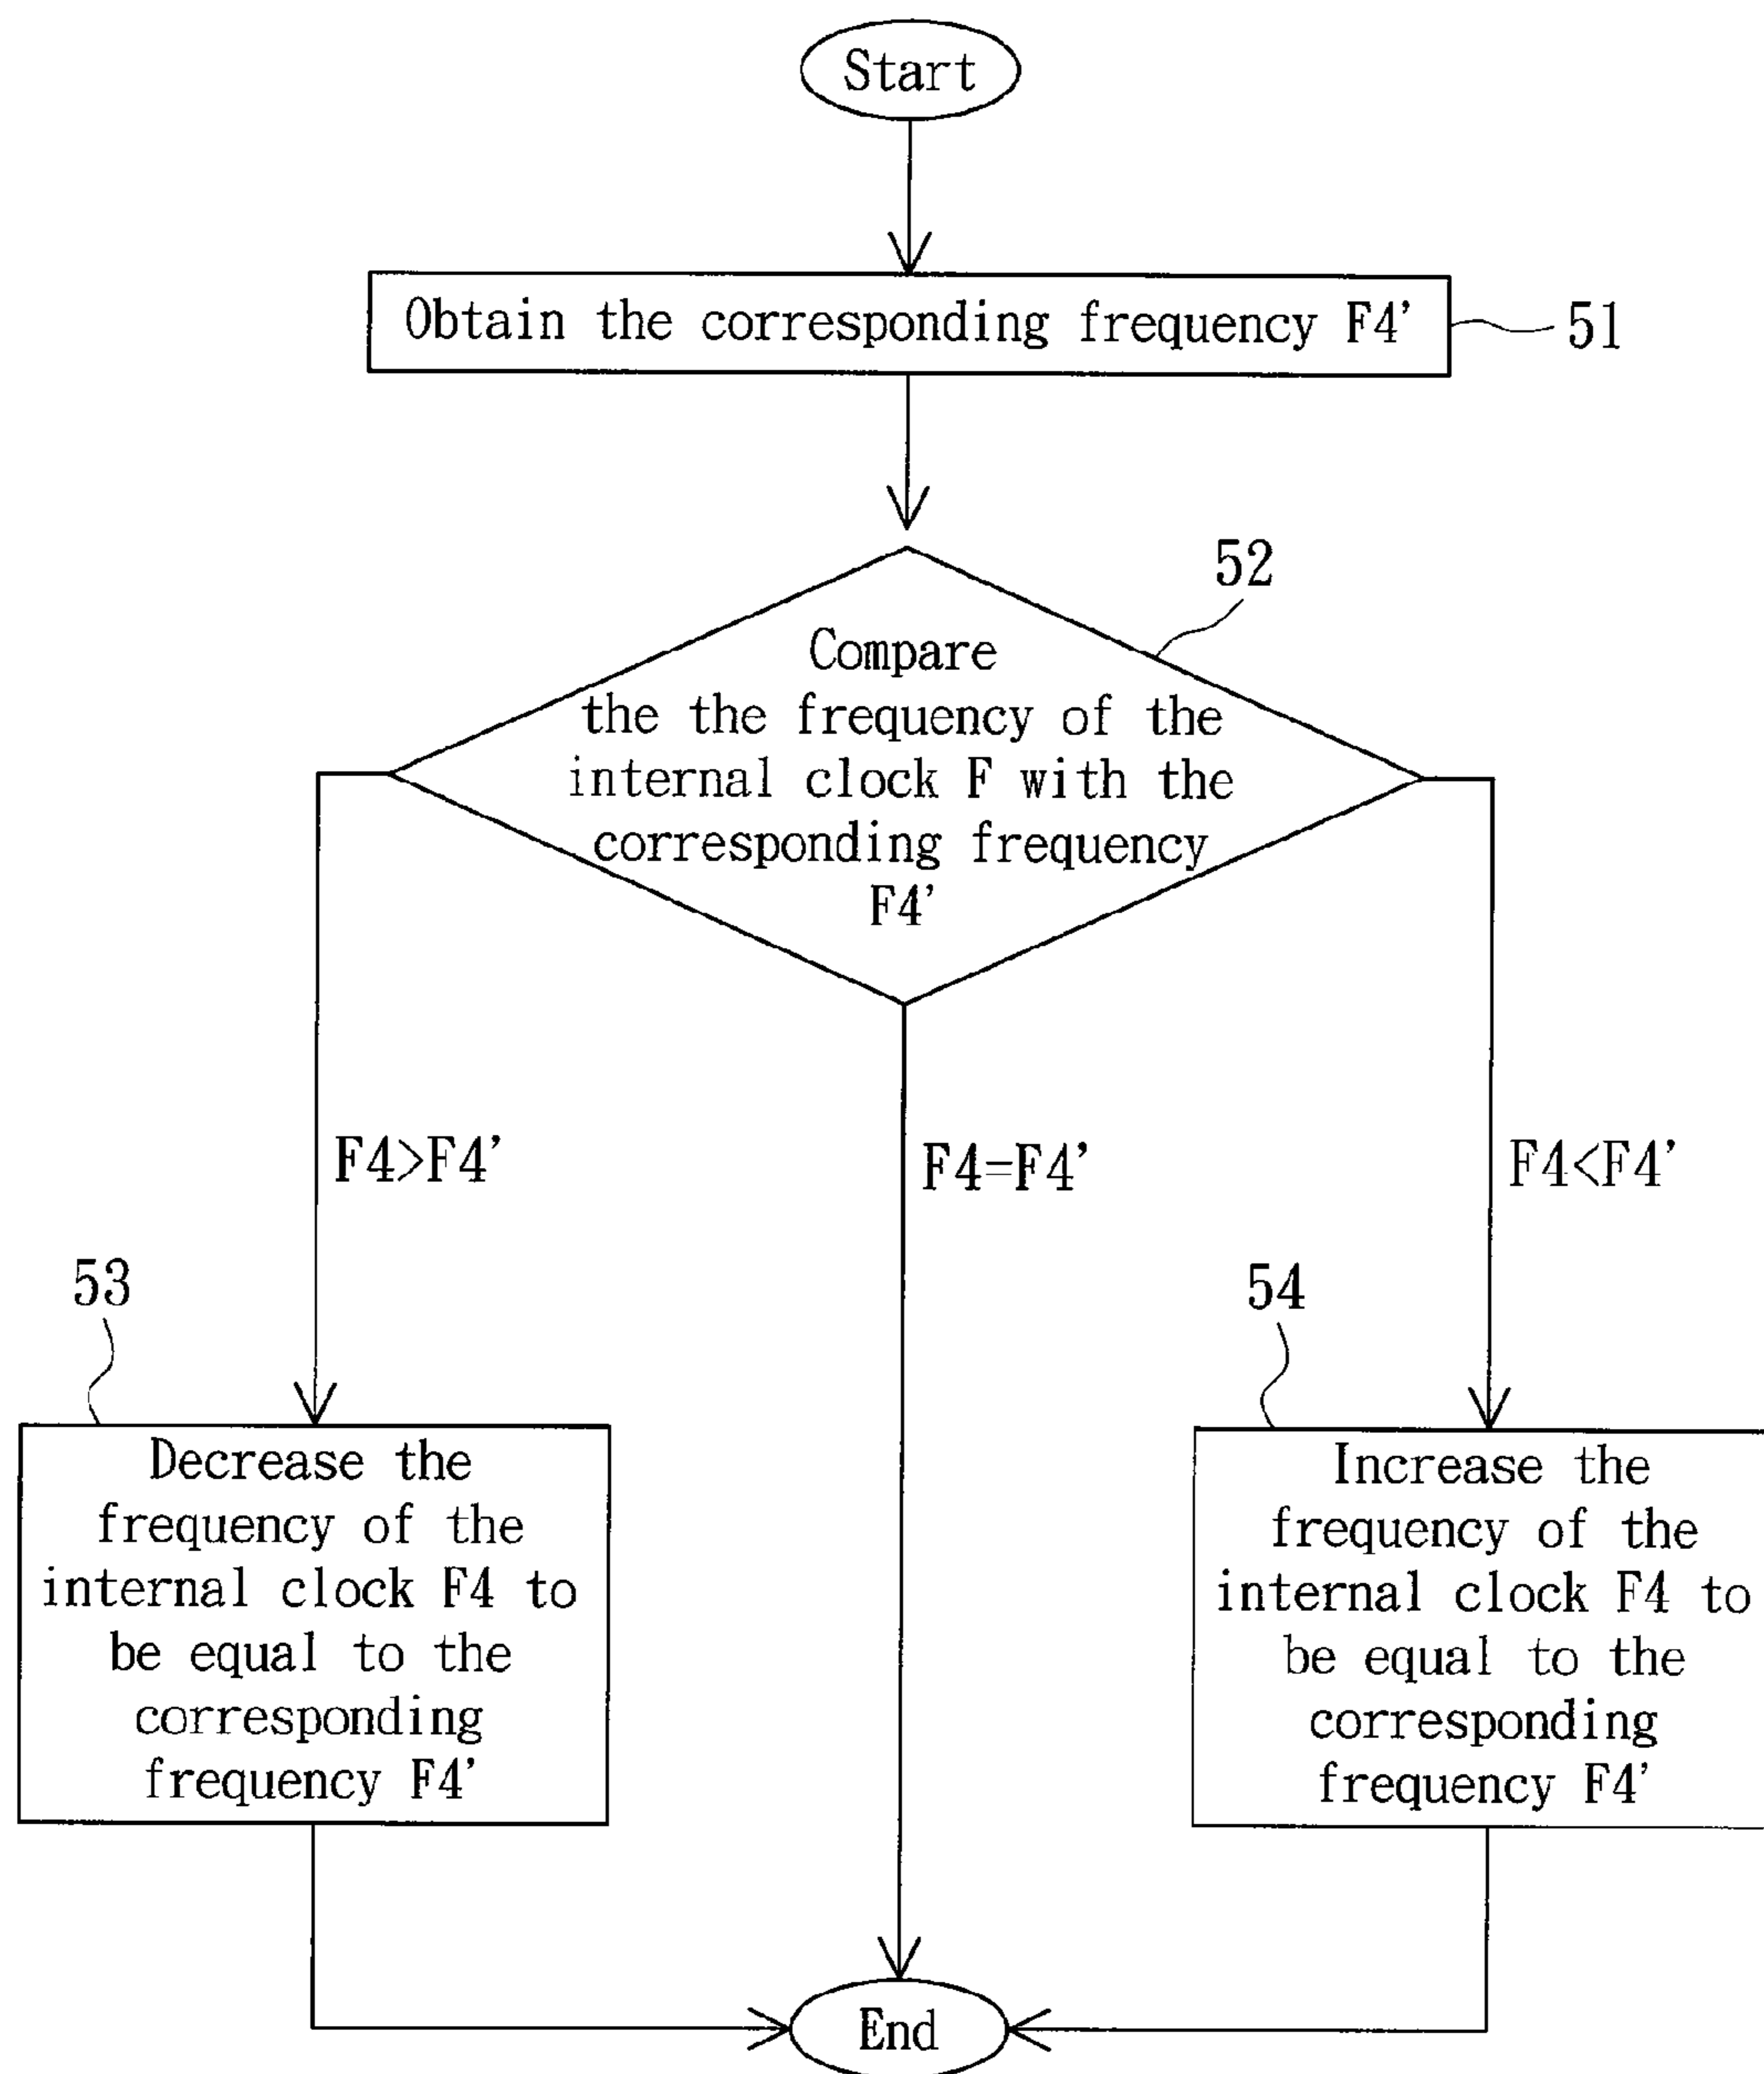 Start
Obtain the corresponding frequency F4'
51
52
Compare
the the frequency of the
internal clock F with the
corresponding frequency
F4'
F4>F4'
F4=F4'
F4<F4'
53
Decrease the
frequency of the
internal clock F4 to
be equal to the
corresponding
frequency F4'
54
Increase the
frequency of the
internal clock F4 to
be equal to the
corresponding
frequency F4'
End